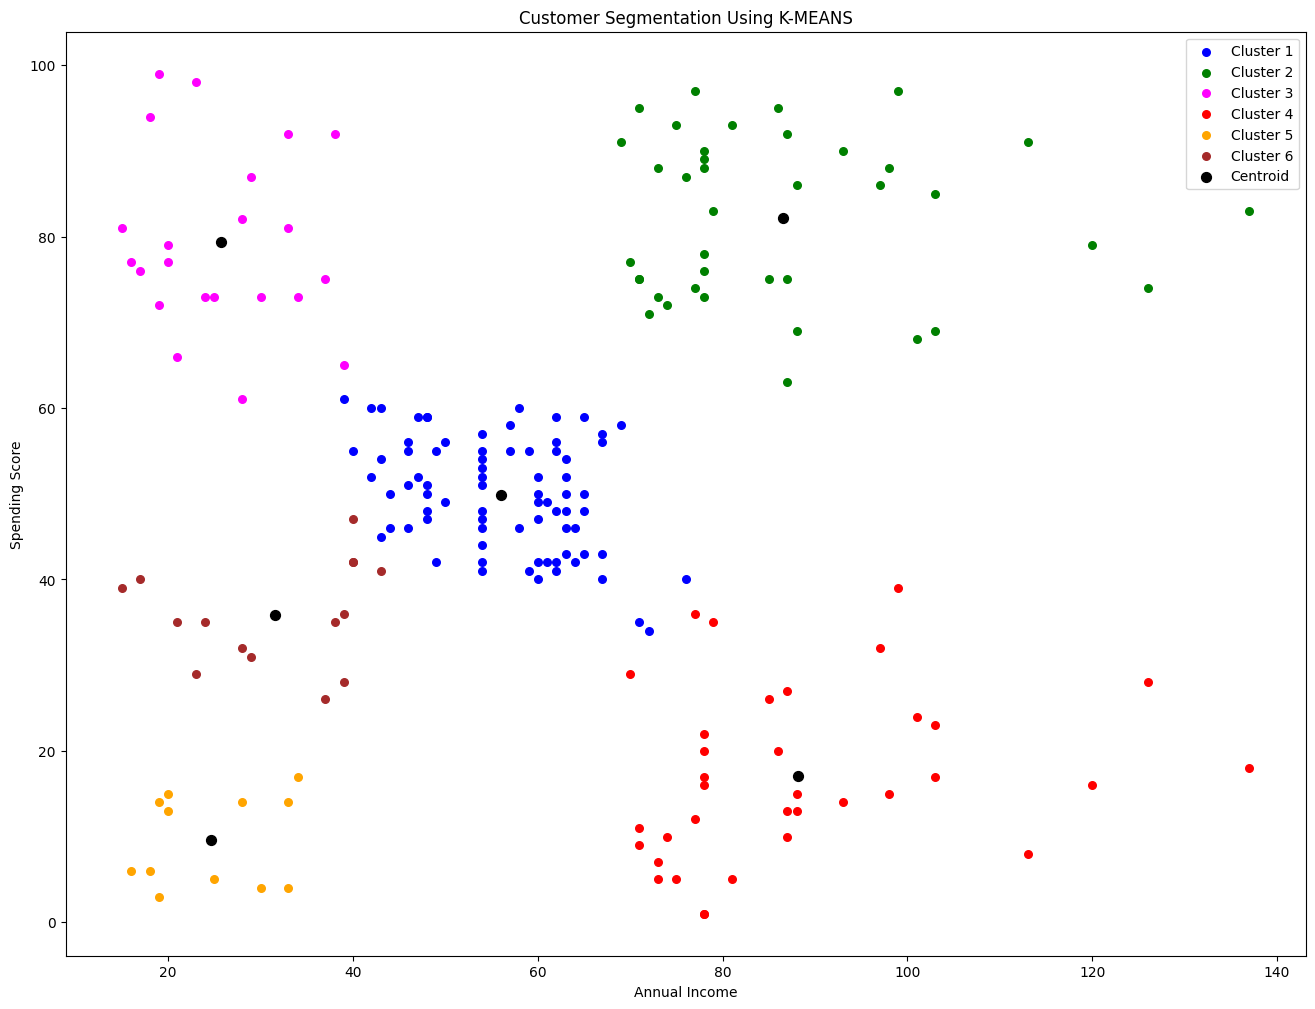 Customer Segmentation Using K-MEANS
Cluster 1
Cluster 2
Cluster 3
Cluster 4
Cluster 5
Cluster 6
Centroid
Spending Score
100
80
60
40
20
0
20 40 60 80 100 120 140
Annual Income